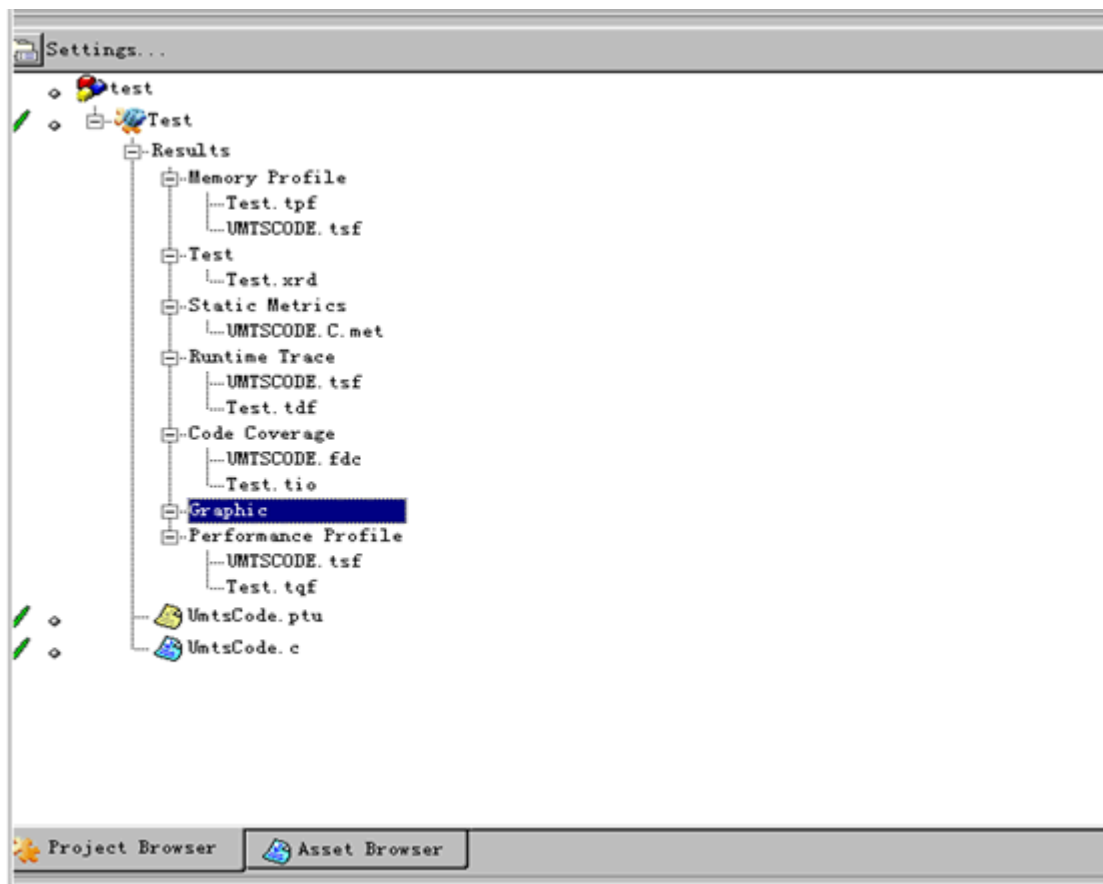 Settings...
test
Test
Results
Memory Profile
Test.tpf
UMTSCODE.tsf
Test
Test.xrd
Static Metrics
UMTSCODE.C.met
Runtime Trace
UMTSCODE.tsf
Test.tdf
Code Coverage
UMTSCODE.fdc
Test.tio
Graphic
Performance Profile
UMTSCODE.tsf
Test.tqf
UmtsCode.ptu
UmtsCode.c
Project Browser Asset Browser